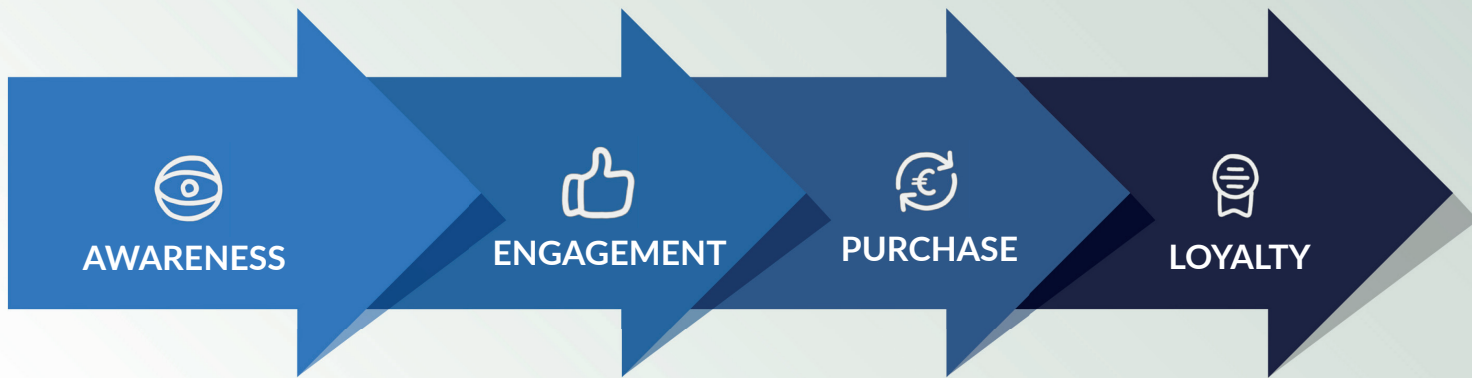 AWARENESS
ENGAGEMENT
€
PURCHASE
LOYALTY